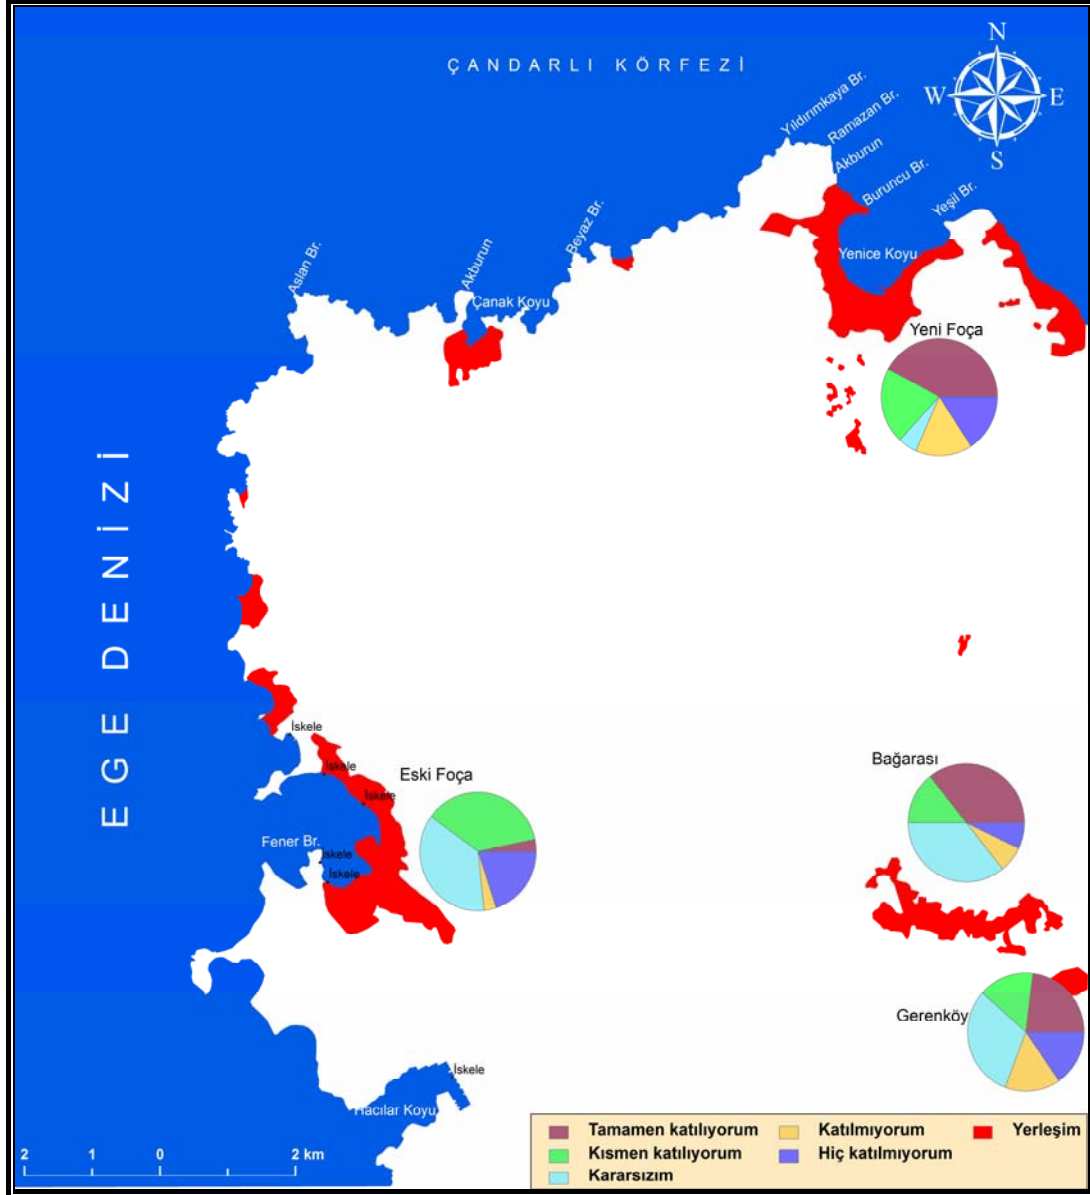 ÇANDARLI KÖRFEZİ
N
W
E
S
Yıldırımkaya Br.
Ramazan Br.
Akburun
Buruncu Br.
Yeşil Br.
Yenice Koyu
Beyaz Br.
Aslan Br.
Akburun
Çanak Koyu
Yeni Foça
EGE DENİZİ
İskele
İskele
İskele
Eski Foça
Bağarası
Fener Br.
İskele
İskele
Gerenköy
İskele
Hacılar Koyu
2 1 0 2 km
Tamamen katılıyorum
Kısmen katılıyorum
Kararsızım
Katılmıyorum
Hiç katılmıyorum
Yerleşim